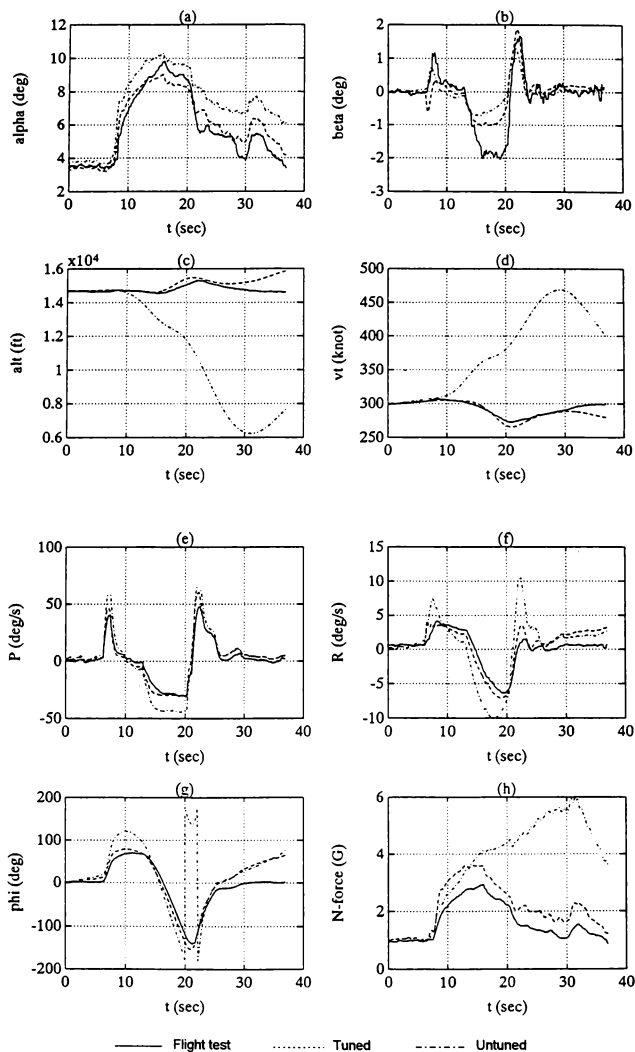 (a) (b)
12
10
8
6
4
2
alpha (deg)
0 10 20 30 40
t (sec)
2
1
0
-1
-2
-3
beta (deg)
0 10 20 30 40
t (sec)
(c) (d)
x10^4
1.6
1.4
1.2
1
0.8
0.6
alt (ft)
0 10 20 30 40
t (sec)
500
450
400
350
300
250
vt (knot)
0 10 20 30 40
t (sec)
(e) (f)
100
50
0
-50
P (deg/s)
0 10 20 30 40
t (sec)
15
10
5
0
-5
-10
R (deg/s)
0 10 20 30 40
t (sec)
(g) (h)
200
100
0
-100
-200
phi (deg)
0 10 20 30 40
t (sec)
6
4
2
0
N-force (G)
0 10 20 30 40
t (sec)
Flight test Tuned Untuned